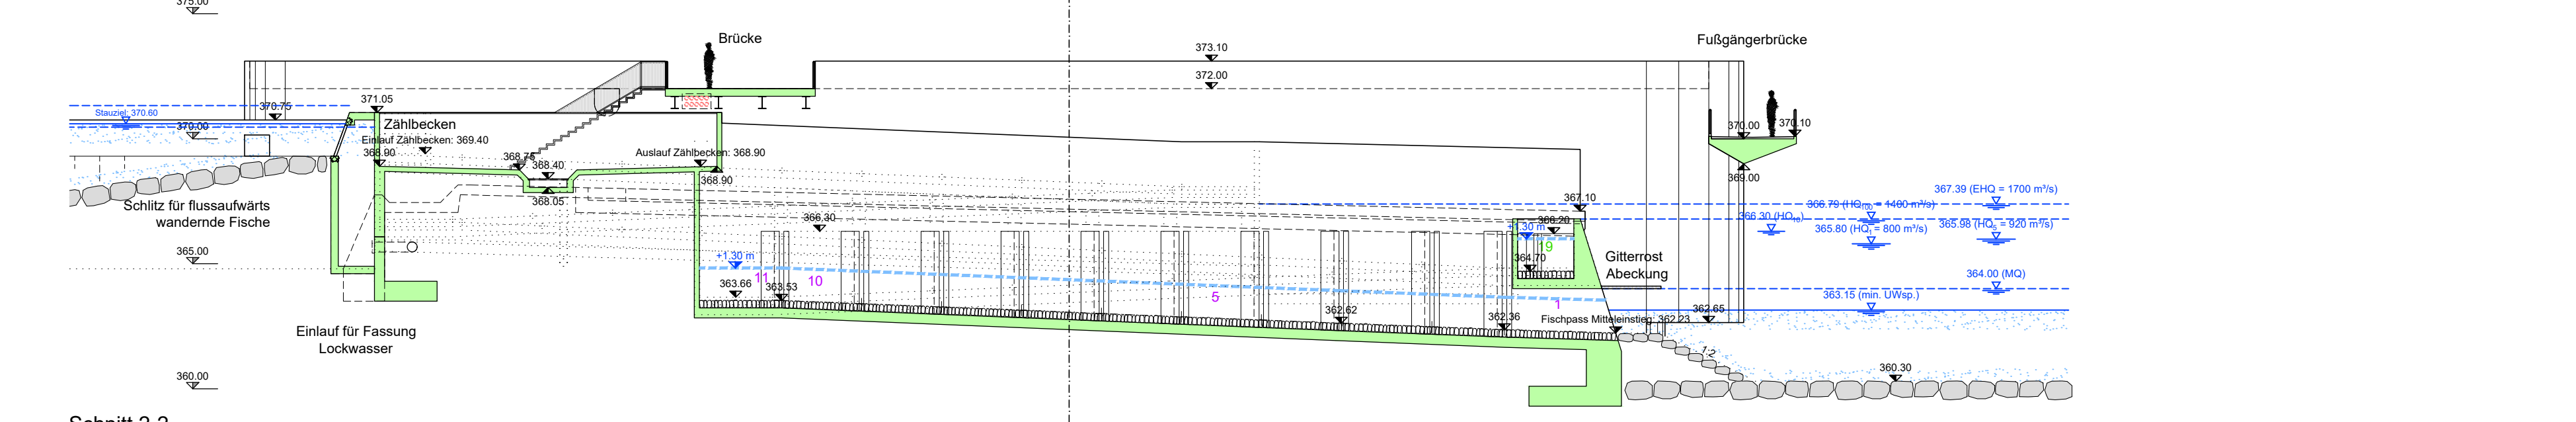 375.00
Brücke
Fußgängerbrücke
373.10
372.00
371.05
370.75
Stauziel: 370.60
370.00
Zählbecken
Einlauf Zählbecken: 369.40
368.90
368.75
368.40
Auslauf Zählbecken: 368.90
368.90
368.05
370.00
370.10
369.00
Schlitz für flussaufwärts
wandernde Fische
366.30
367.10
366.20
+1.30 m
19
364.70
367.39 (EHQ = 1700 m³/s)
366.79 (HQ100 = 1400 m³/s)
366.30 (HQ10)
365.98 (HQ5 = 920 m³/s)
365.80 (HQ1 = 800 m³/s)
365.00
+1.30 m
11
10
5
1
363.66
363.53
Gitterrost
Abeckung
364.00 (MQ)
363.15 (min. UWsp.)
362.62
362.36
Fischpass Mitteleinstieg: 362.23
362.65
Einlauf für Fassung
Lockwasser
1:2
360.30
360.00
Schnitt 2-2